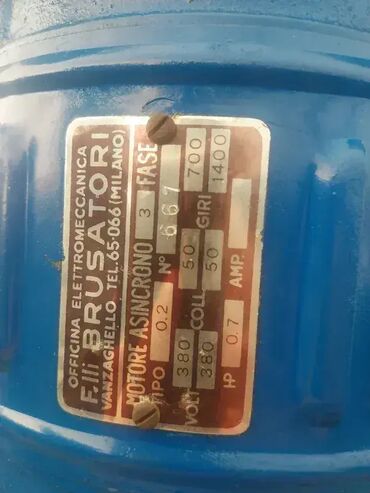 OFFICINA ELETTROMECCANICA
F.lli BRUSATORI
VANZAGHELLO TEL. 65-066 (MILANO)
MOTORE ASINCRONO 3 FASE
TIPO 0.2 N° 667
VOLT 380 COLL 50 GIRI 700
380 50 1400
HP 0.7 AMP.